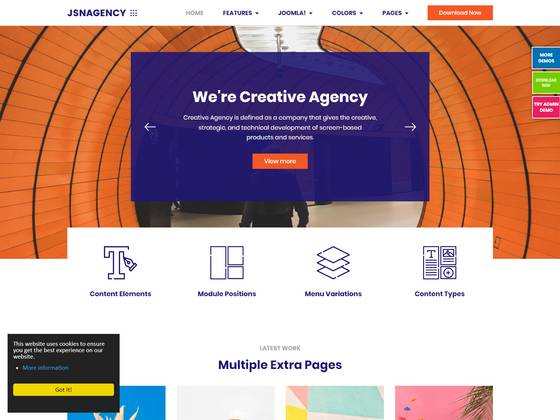 JSNAGENCY
HOME FEATURES JOOMLA! COLORS PAGES Download Now
MORE DEMOS
DOWNLOAD NOW
TRY ADMIN DEMO
We're Creative Agency
Creative Agency is defined as a company that gives the creative,
strategic, and technical development of screen-based
products and services.
View more
Content Elements
Module Positions
Menu Variations
Content Types
LATEST WORK
Multiple Extra Pages
This website uses cookies to ensure
you get the best experience on our
website.
More information
Got it!